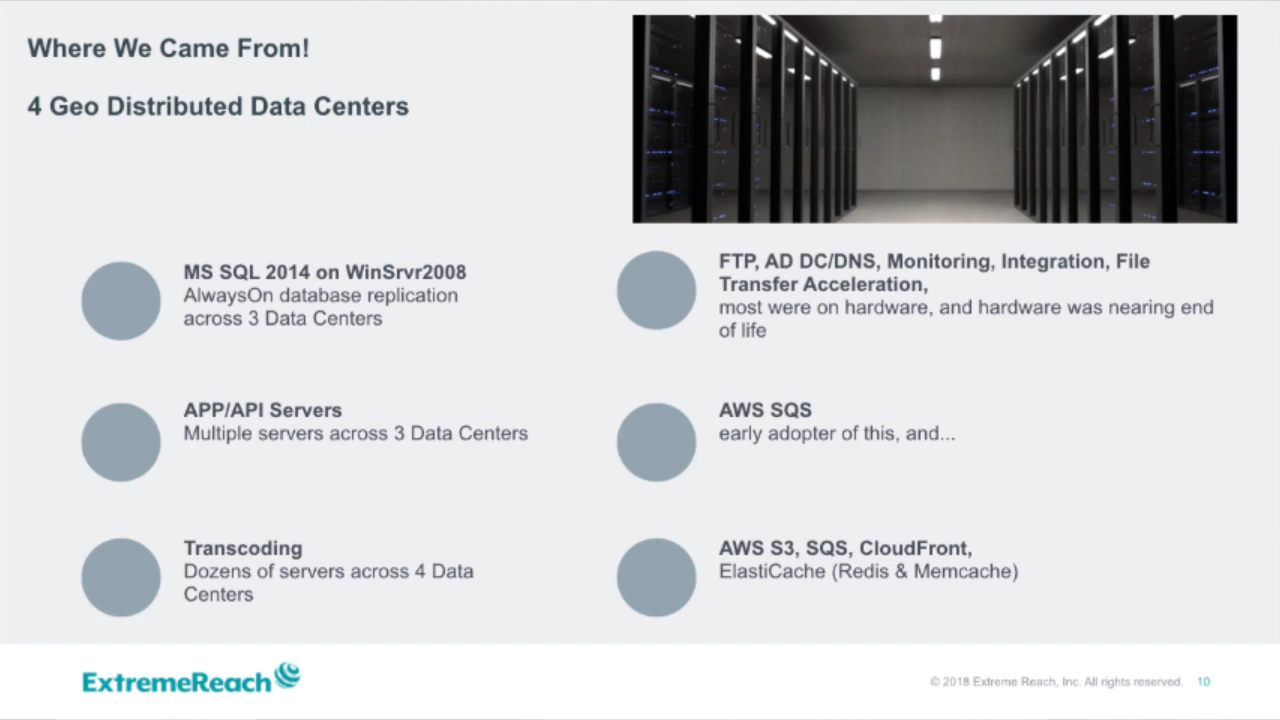 Where We Came From!
4 Geo Distributed Data Centers
MS SQL 2014 on WinSrvr2008
AlwaysOn database replication
across 3 Data Centers
APP/API Servers
Multiple servers across 3 Data Centers
Transcoding
Dozens of servers across 4 Data
Centers
FTP, AD DC/DNS, Monitoring, Integration, File
Transfer Acceleration,
most were on hardware, and hardware was nearing end
of life
AWS SQS
early adopter of this, and...
AWS S3, SQS, CloudFront,
ElastiCache (Redis & Memcache)
ExtremeReach
© 2018 Extreme Reach, Inc. All rights reserved. 10